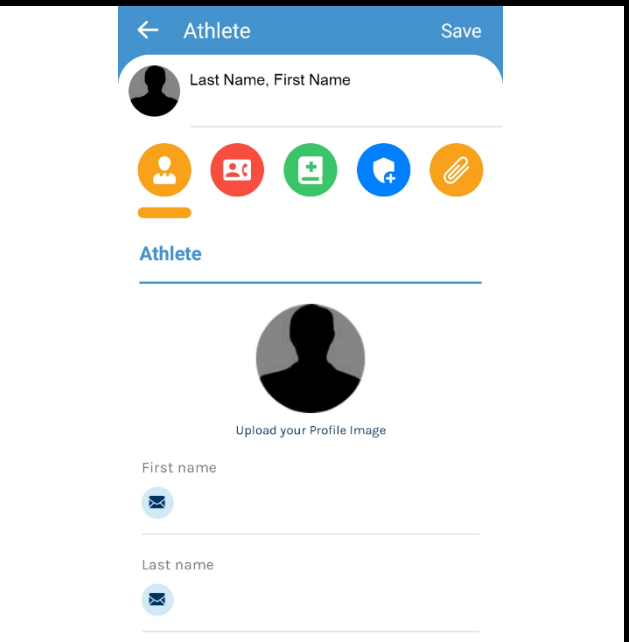 Athlete
Save
Last Name, First Name
Athlete
Upload your Profile Image
First name
Last name